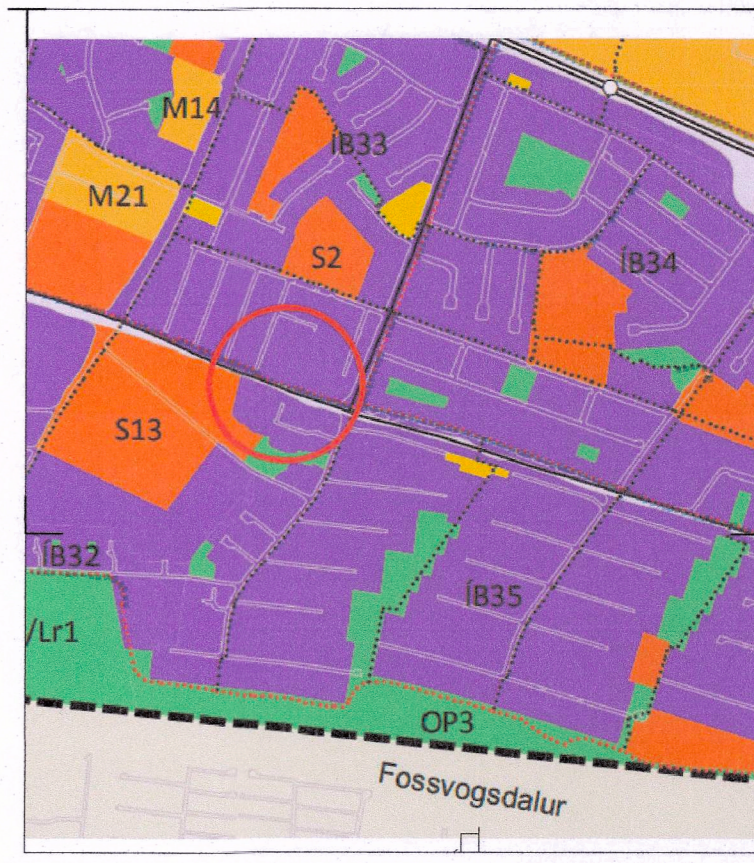 M14
ÍB33
M21
S2
ÍB34
S13
ÍB32
ÍB35
/Lr1
OP3
Fossvogsdalur